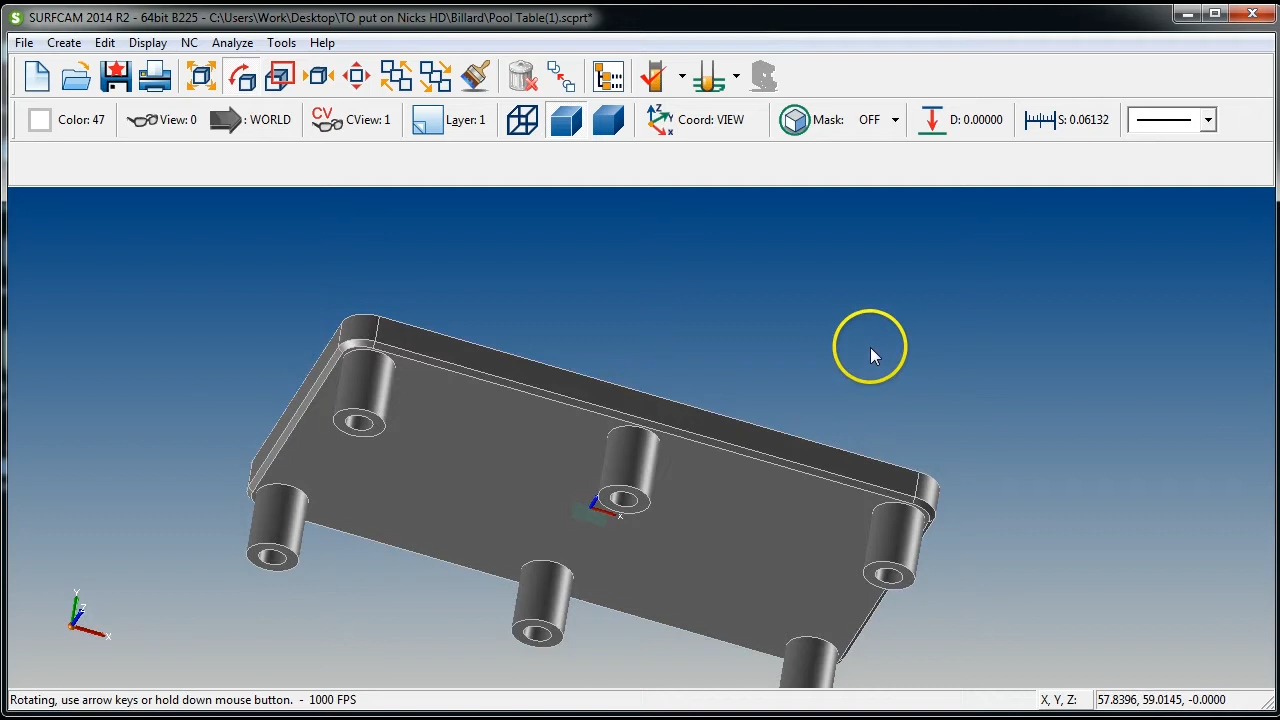 SURFCAM 2014 R2 - 64bit B225 - C:\Users\Work\Desktop\TO put on Nicks HD\Billard\Pool Table(1).scprt*
File Create Edit Display NC Analyze Tools Help
Color: 47 View: 0 : WORLD CV CView: 1 Layer: 1 Z Y X Coord: VIEW Mask: OFF D: 0.00000 S: 0.06132
X
Y
Z
X
Rotating, use arrow keys or hold down mouse button. - 1000 FPS X, Y, Z: 57.8396, 59.0145, -0.0000